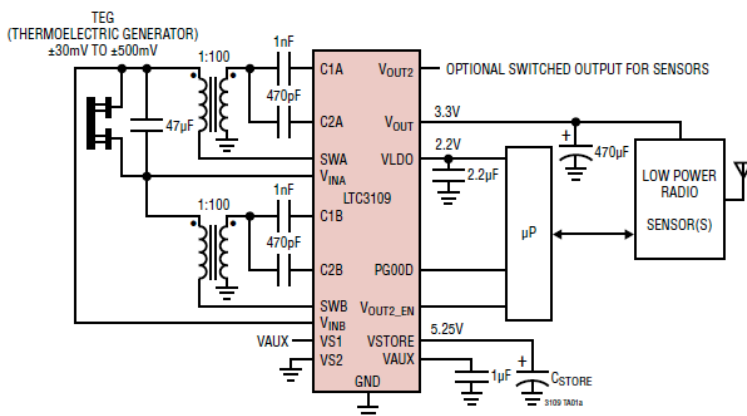 TEG
(THERMOELECTRIC GENERATOR)
±30mV TO ±500mV
1:100
1nF
470pF
47µF
C1A
C2A
SWA
VINA
LTC3109
1:100
1nF
470pF
C1B
C2B
SWB
VINB
VAUX
VS1
VS2
GND
VOUT2
OPTIONAL SWITCHED OUTPUT FOR SENSORS
VOUT
3.3V
VLDO
2.2V
2.2µF
470µF
+
µP
LOW POWER
RADIO
SENSOR(S)
PG00D
VOUT2_EN
VSTORE
5.25V
VAUX
1µF
+
CSTORE
3109 TA01a